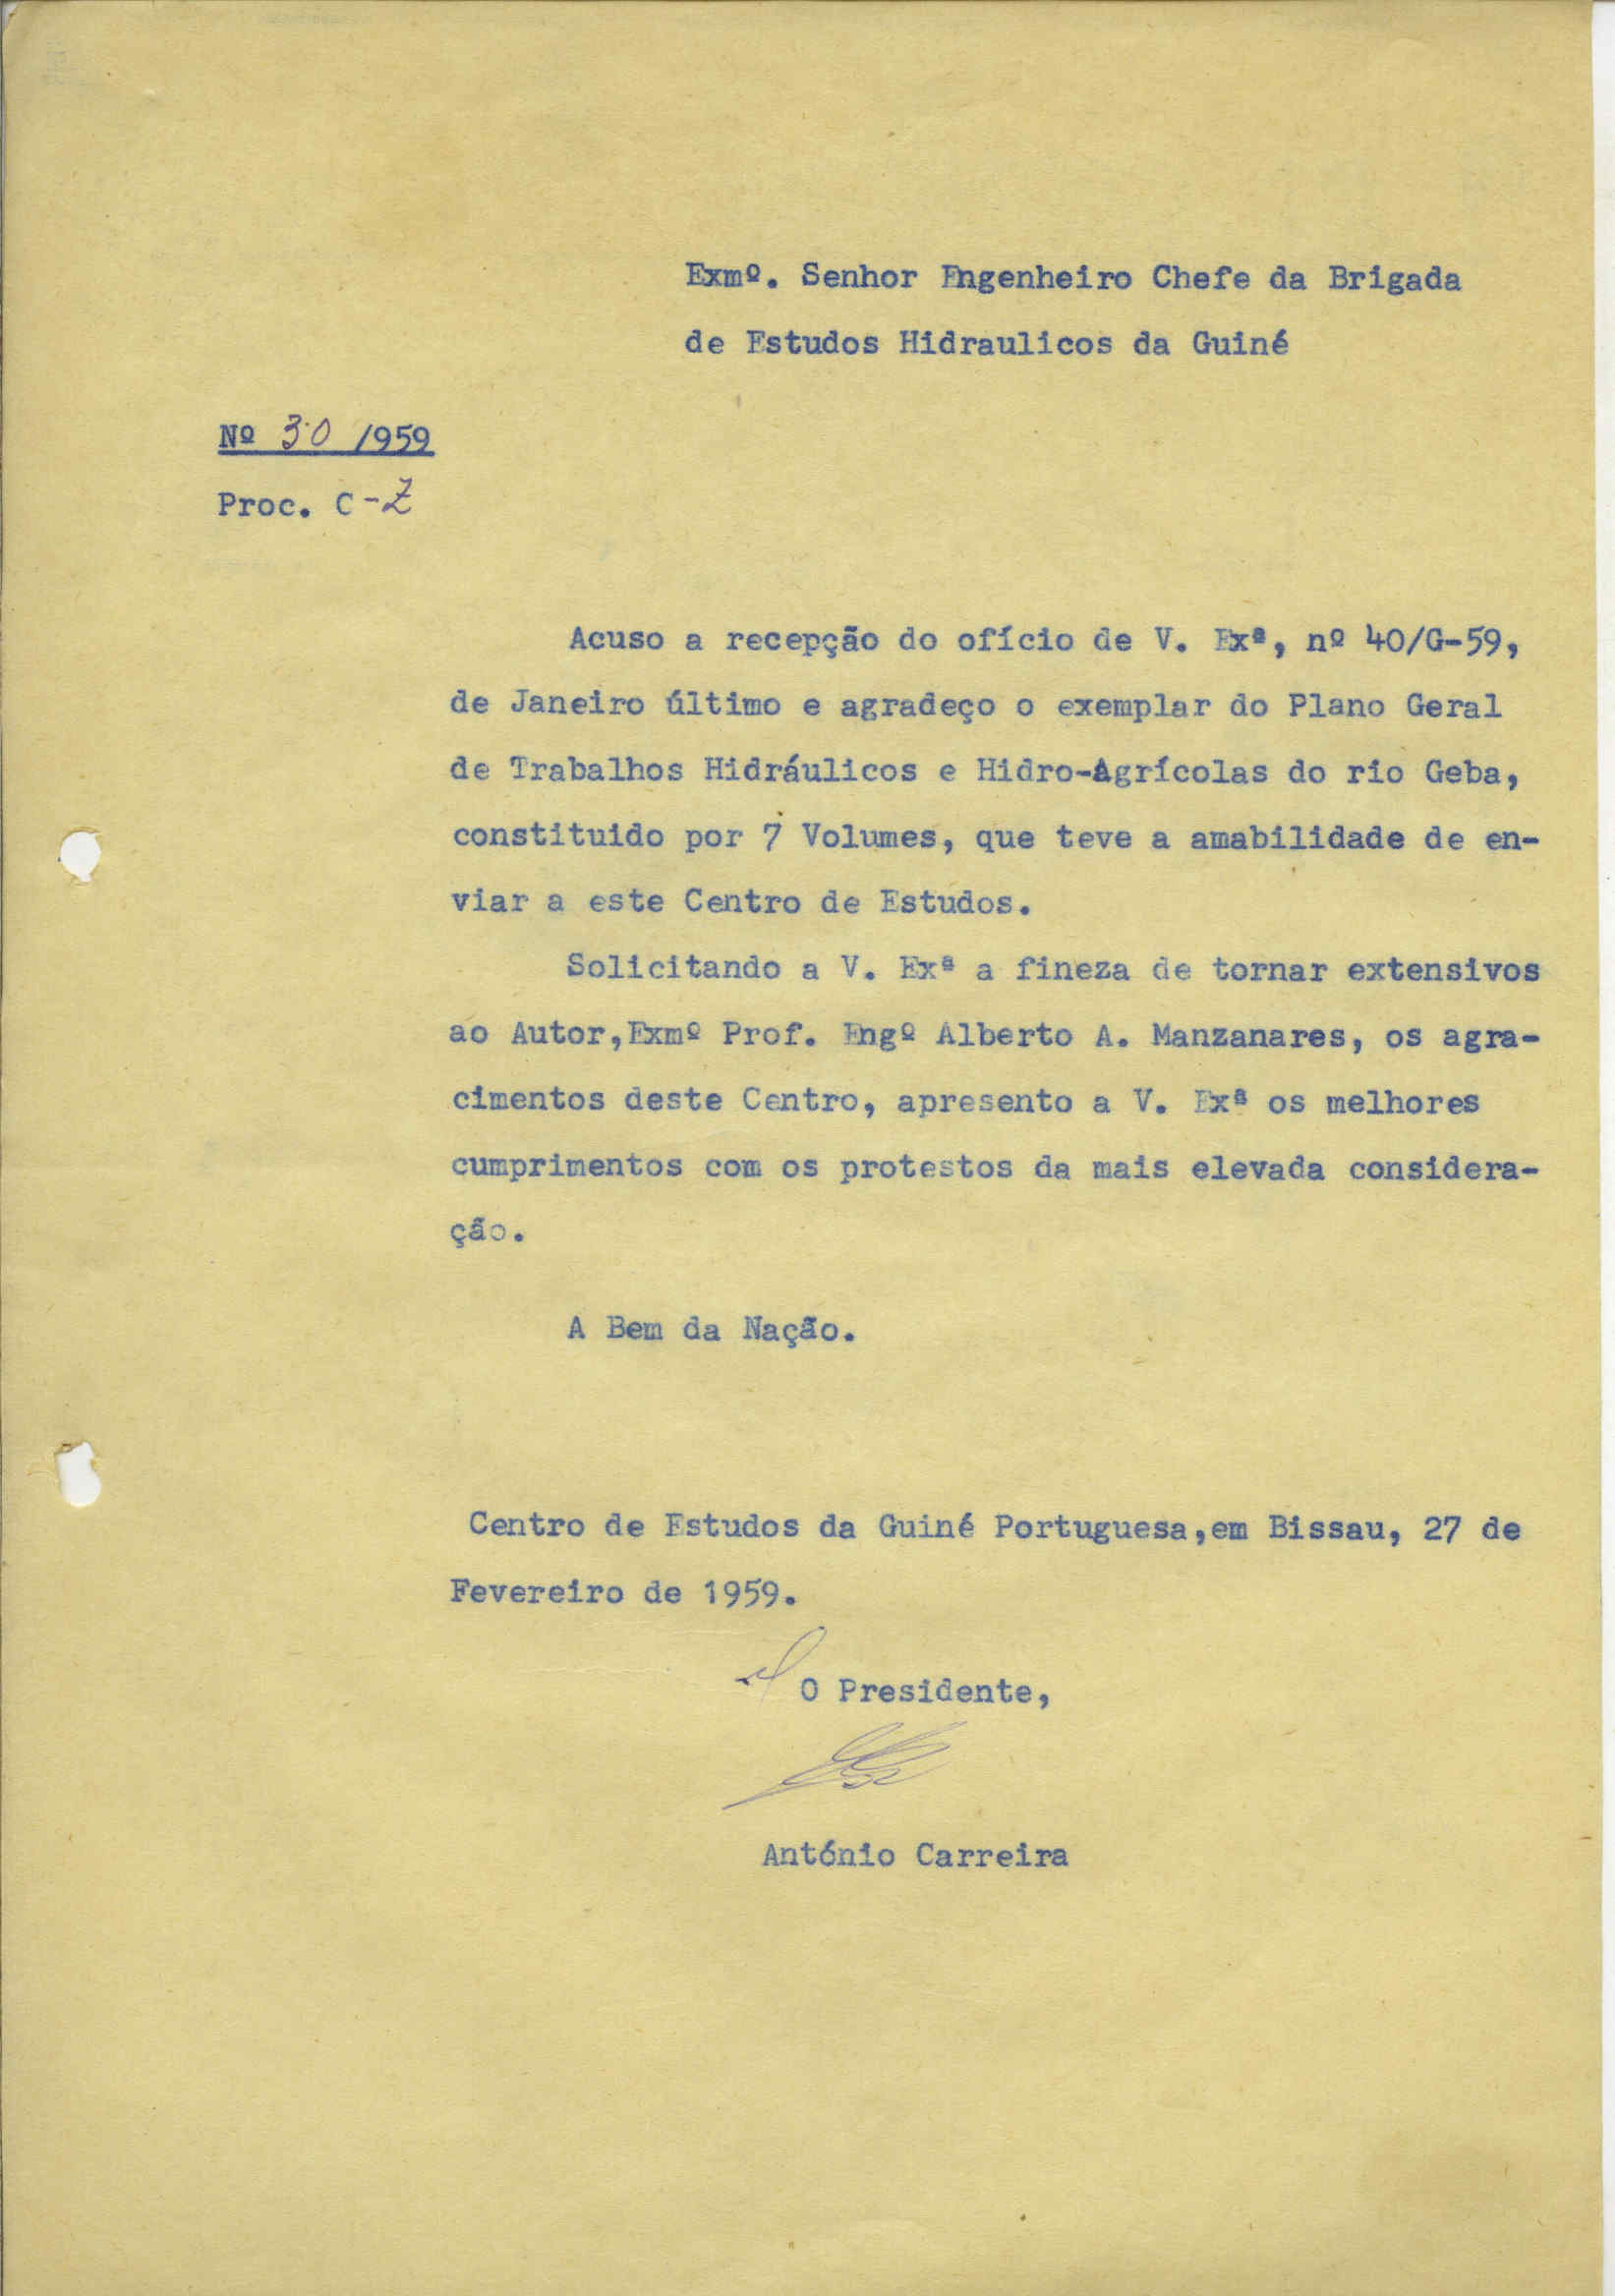 Exmº. Senhor Engenheiro Chefe da Brigada
de Estudos Hidraulicos da Guiné
Nº 30 /1959
Proc. C -Z
Acuso a recepção do ofício de V. Exª, nº 40/G-59,
de Janeiro último e agradeço o exemplar do Plano Geral
de Trabalhos Hidráulicos e Hidro-Agrícolas do rio Geba,
constituido por 7 Volumes, que teve a amabilidade de en-
viar a este Centro de Estudos.
Solicitando a V. Exª a fineza de tornar extensivos
ao Autor,Exmº Prof. Engº Alberto A. Manzanares, os agra-
cimentos deste Centro, apresento a V. Exª os melhores
cumprimentos com os protestos da mais elevada considera-
ção.
A Bem da Nação.
Centro de Estudos da Guiné Portuguesa,em Bissau, 27 de
Fevereiro de 1959.
O Presidente,
António Carreira